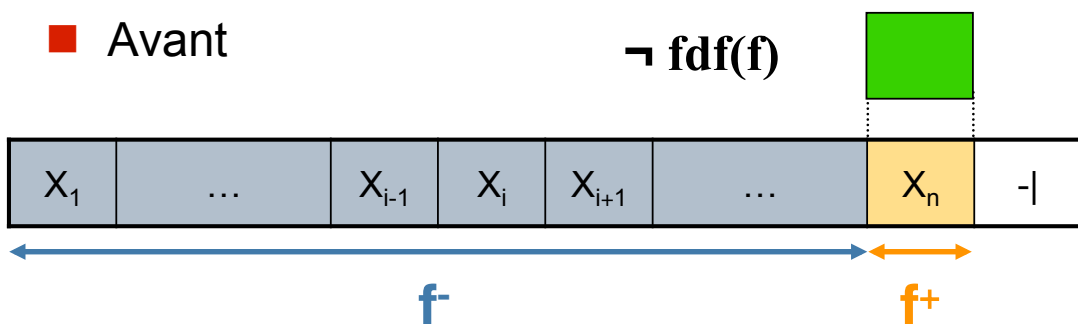 Avant
¬ fdf(f)
X₁ … Xᵢ₋₁ Xᵢ Xᵢ₊₁ … Xₙ -|
f⁻ f⁺